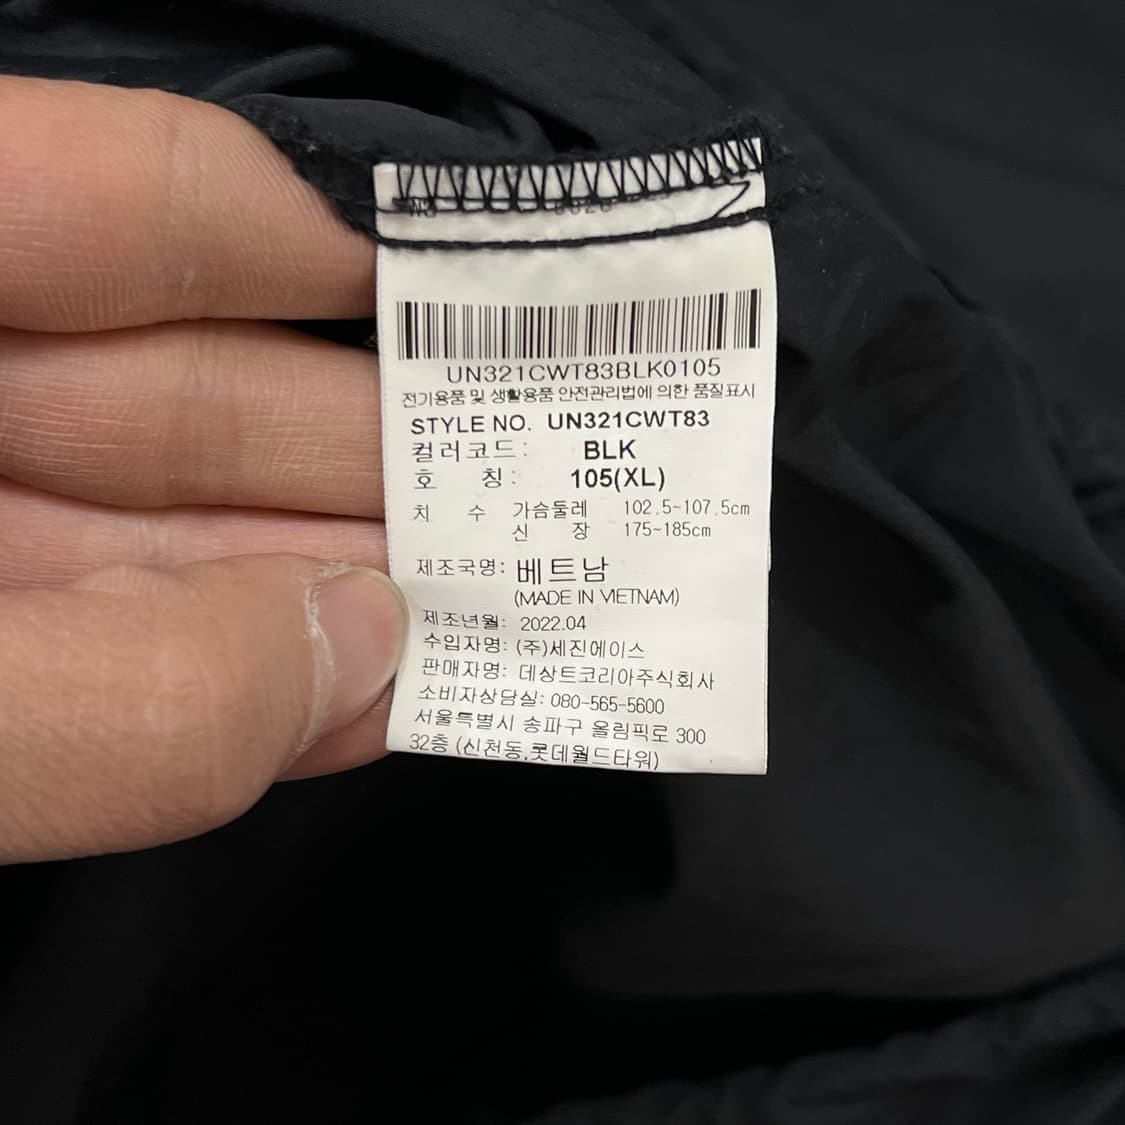 UN321CWT83BLK0105
전기용품 및 생활용품 안전관리법에 의한 품질표시
STYLE NO. UN321CWT83
컬러코드: BLK
호 칭: 105(XL)
치 수 가슴둘레 102.5~107.5cm
신 장 175~185cm
제조국명: 베트남
(MADE IN VIETNAM)
제조년월: 2022.04
수입자명: (주)세진에이스
판매자명: 데상트코리아주식회사
소비자상담실: 080-565-5600
서울특별시 송파구 올림픽로 300
32층 (신천동,롯데월드타워)